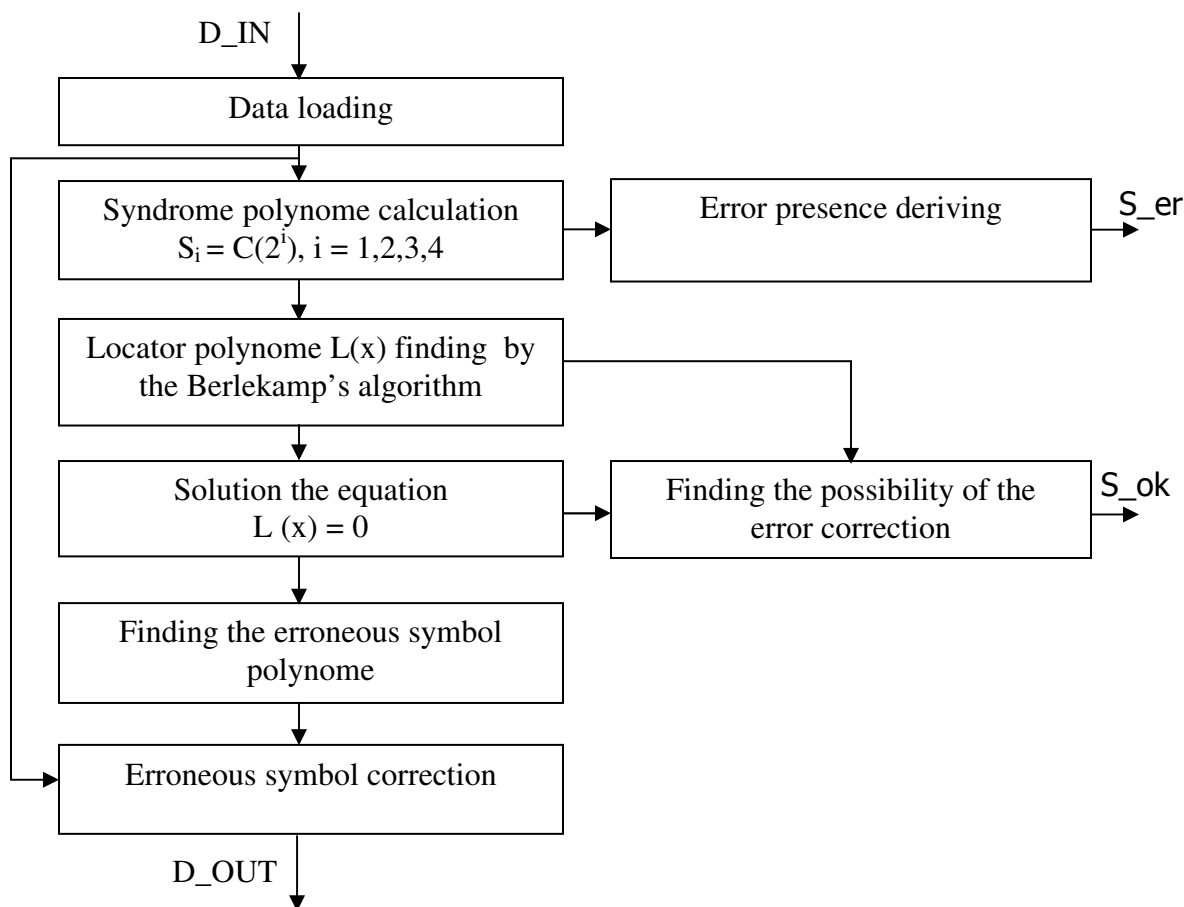 D_IN
Data loading
Syndrome polynome calculation
Sᵢ = C(2ⁱ), i = 1,2,3,4
Error presence deriving
S_er
Locator polynome L(x) finding by
the Berlekamp’s algorithm
Solution the equation
L (x) = 0
Finding the possibility of the
error correction
S_ok
Finding the erroneous symbol
polynome
Erroneous symbol correction
D_OUT